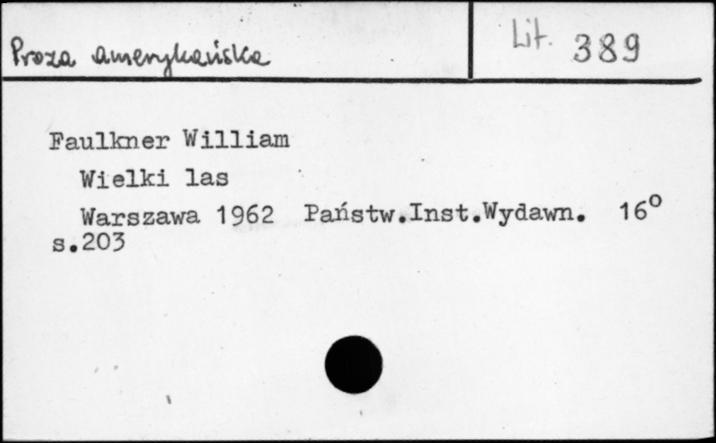 Proza amerykańska
Lit. 389
Faulkner William
Wielki las
Warszawa 1962 Państw.Inst.Wydawn. 16°
s.203